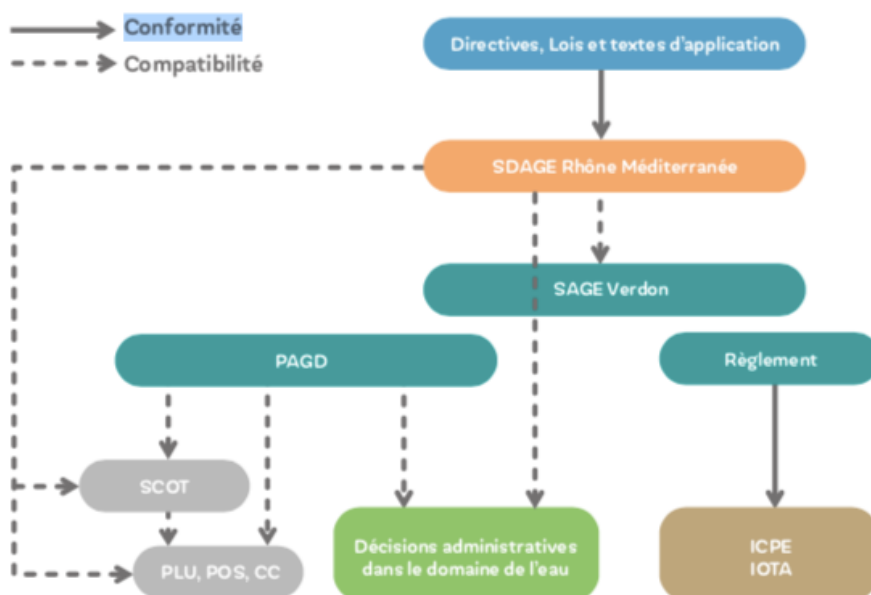 Conformité
Compatibilité
Directives, Lois et textes d'application
SDAGE Rhône Méditerranée
SAGE Verdon
PAGD
Règlement
SCOT
PLU, POS, CC
Décisions administratives
dans le domaine de l'eau
ICPE
IOTA